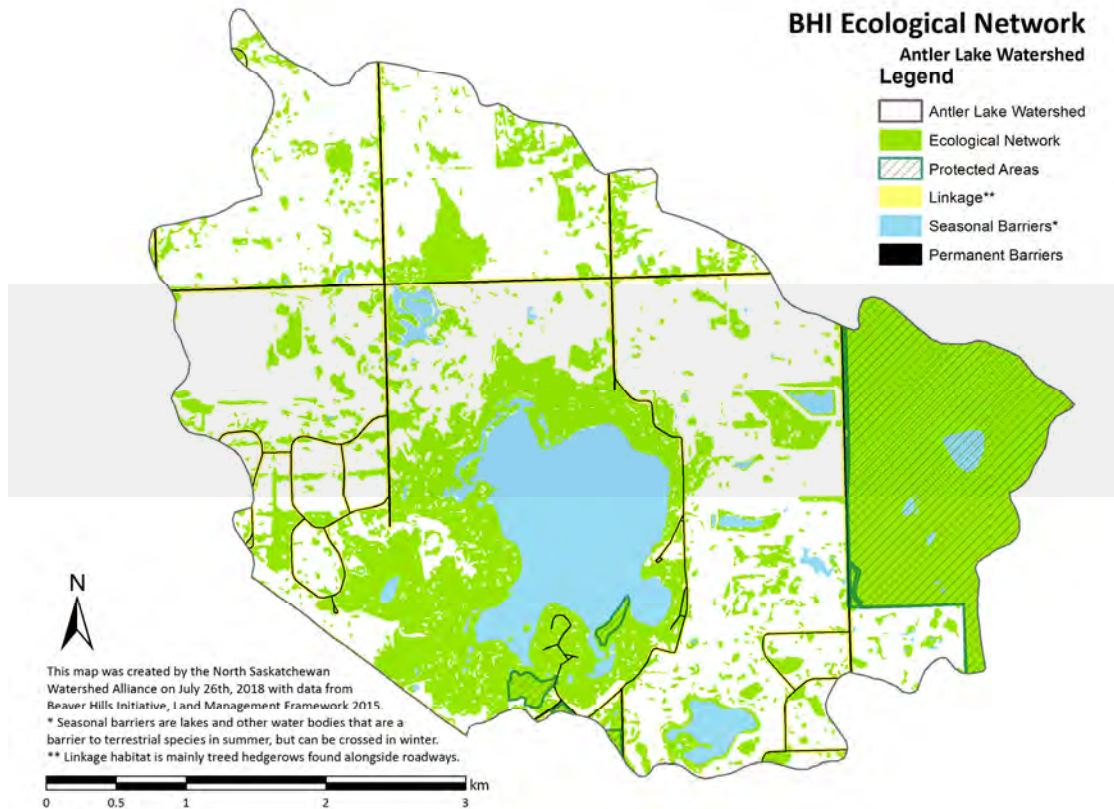 BHI Ecological Network
Antler Lake Watershed
Legend
Antler Lake Watershed
Ecological Network
Protected Areas
Linkage**
Seasonal Barriers*
Permanent Barriers
N
This map was created by the North Saskatchewan
Watershed Alliance on July 26th, 2018 with data from
Beaver Hills Initiative, Land Management Framework 2015.
* Seasonal barriers are lakes and other water bodies that are a
barrier to terrestrial species in summer, but can be crossed in winter.
** Linkage habitat is mainly treed hedgerows found alongside roadways.
km
0 0.5 1 2 3